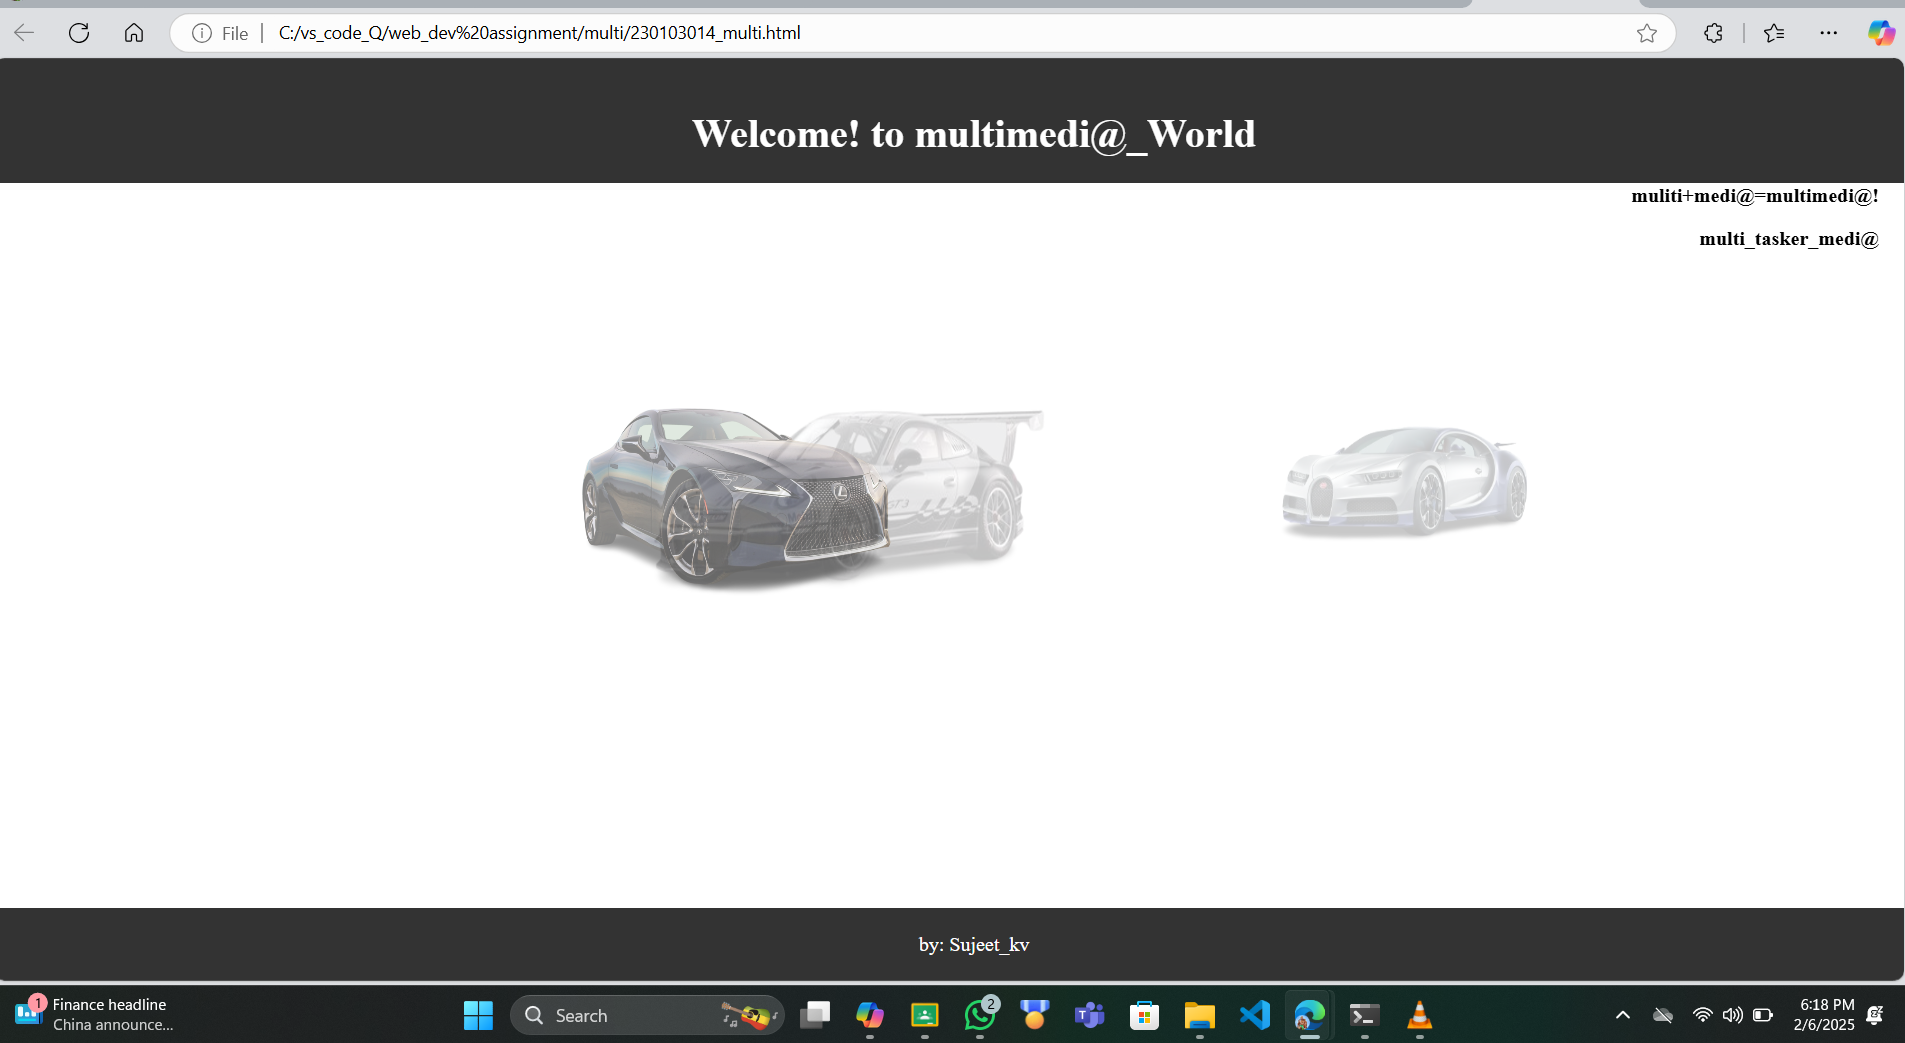 File
C:/vs_code_Q/web_dev%20assignment/multi/230103014_multi.html
Welcome! to multimedi@_World
muliti+medi@=multimedi@!
multi_tasker_medi@
by: Sujeet_kv
1
Finance headline
China announce...
Search
2
6:18 PM
2/6/2025